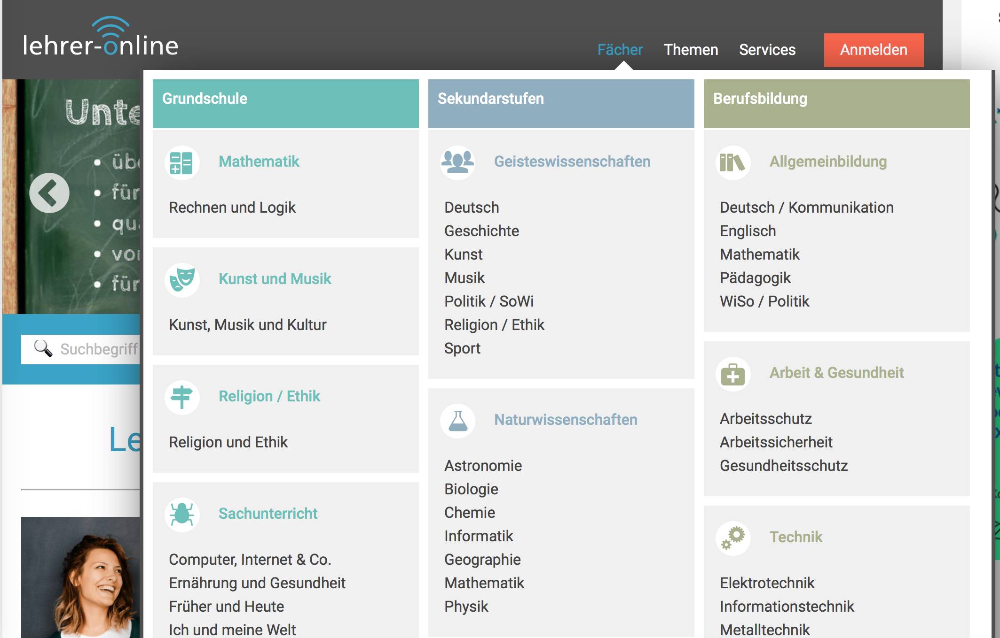 lehrer-online
Fächer
Themen
Services
Anmelden
Grundschule
Mathematik
Rechnen und Logik
Kunst und Musik
Kunst, Musik und Kultur
Religion / Ethik
Religion und Ethik
Sachunterricht
Computer, Internet & Co.
Ernährung und Gesundheit
Früher und Heute
Ich und meine Welt
Sekundarstufen
Geisteswissenschaften
Deutsch
Geschichte
Kunst
Musik
Politik / SoWi
Religion / Ethik
Sport
Naturwissenschaften
Astronomie
Biologie
Chemie
Informatik
Geographie
Mathematik
Physik
Berufsbildung
Allgemeinbildung
Deutsch / Kommunikation
Englisch
Mathematik
Pädagogik
WiSo / Politik
Arbeit & Gesundheit
Arbeitsschutz
Arbeitssicherheit
Gesundheitsschutz
Technik
Elektrotechnik
Informationstechnik
Metalltechnik
Suchbegriff